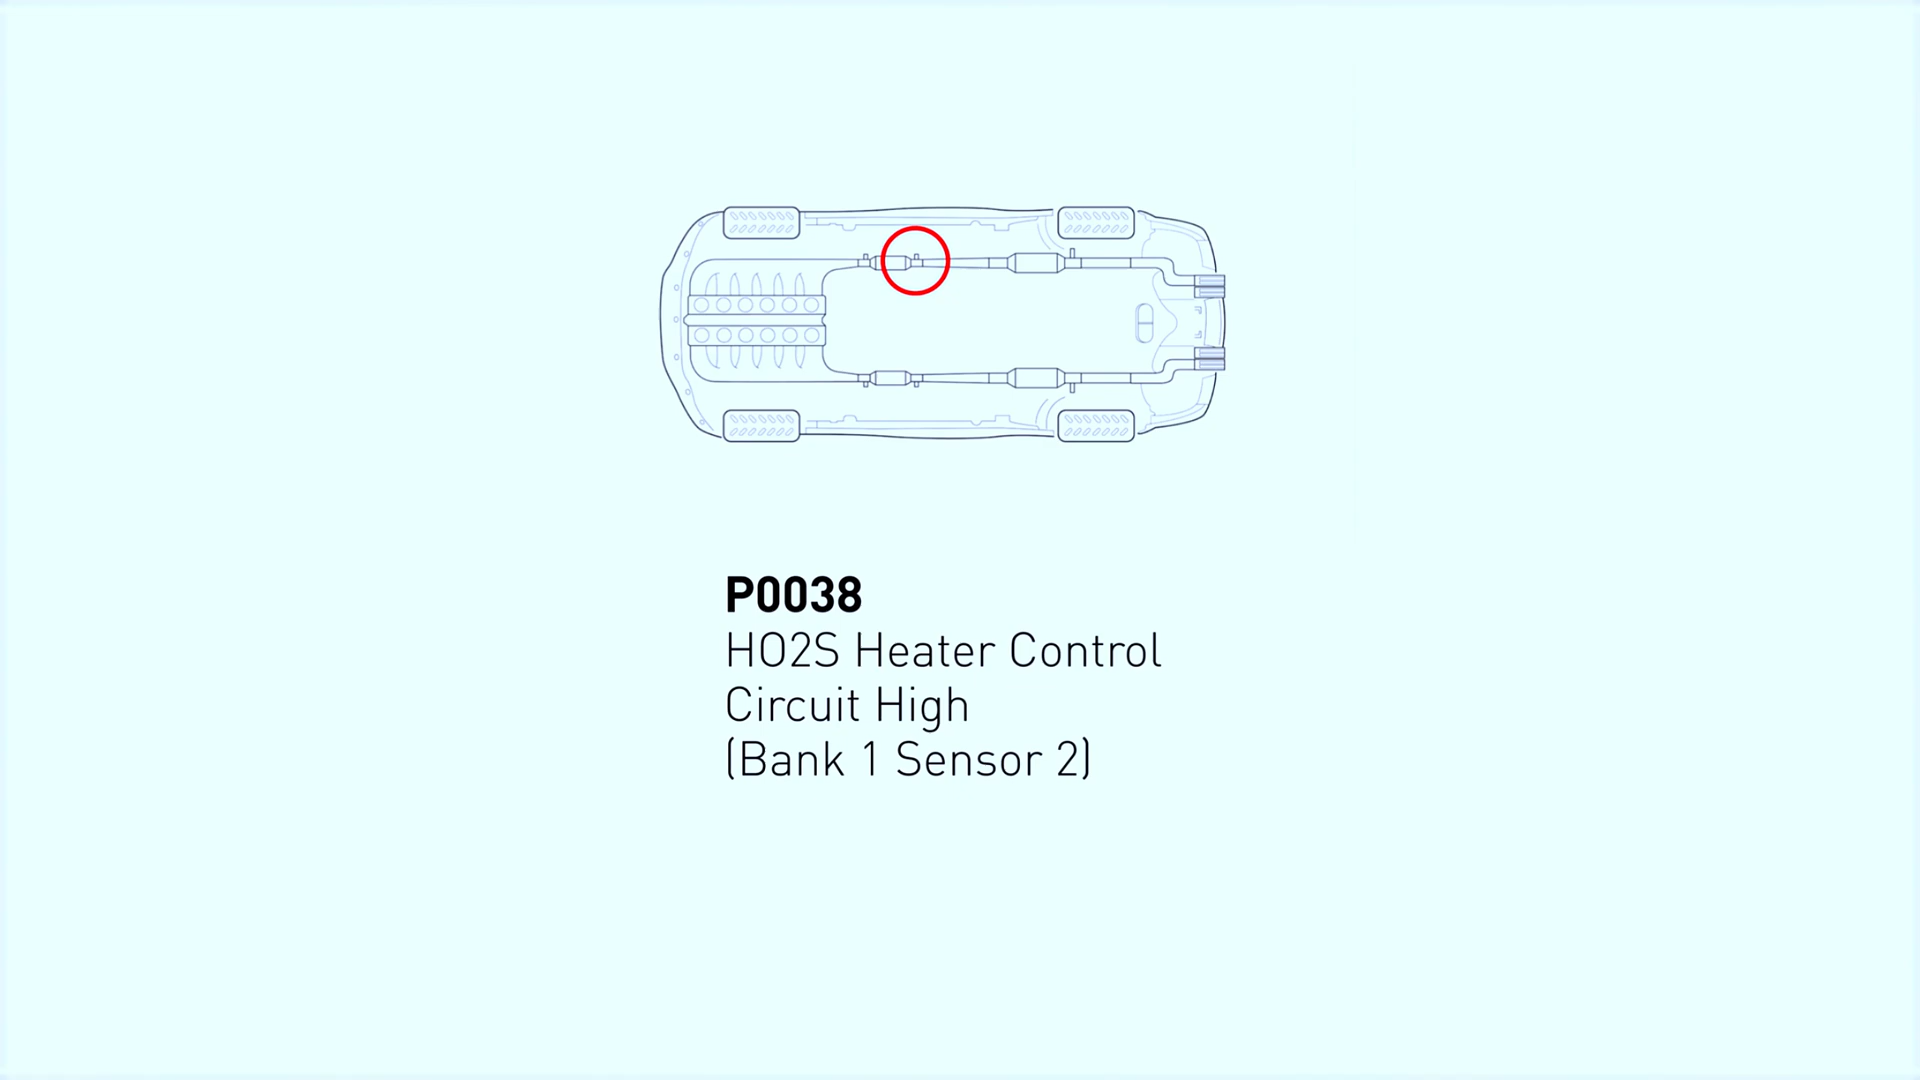 P0038
HO2S Heater Control
Circuit High
(Bank 1 Sensor 2)